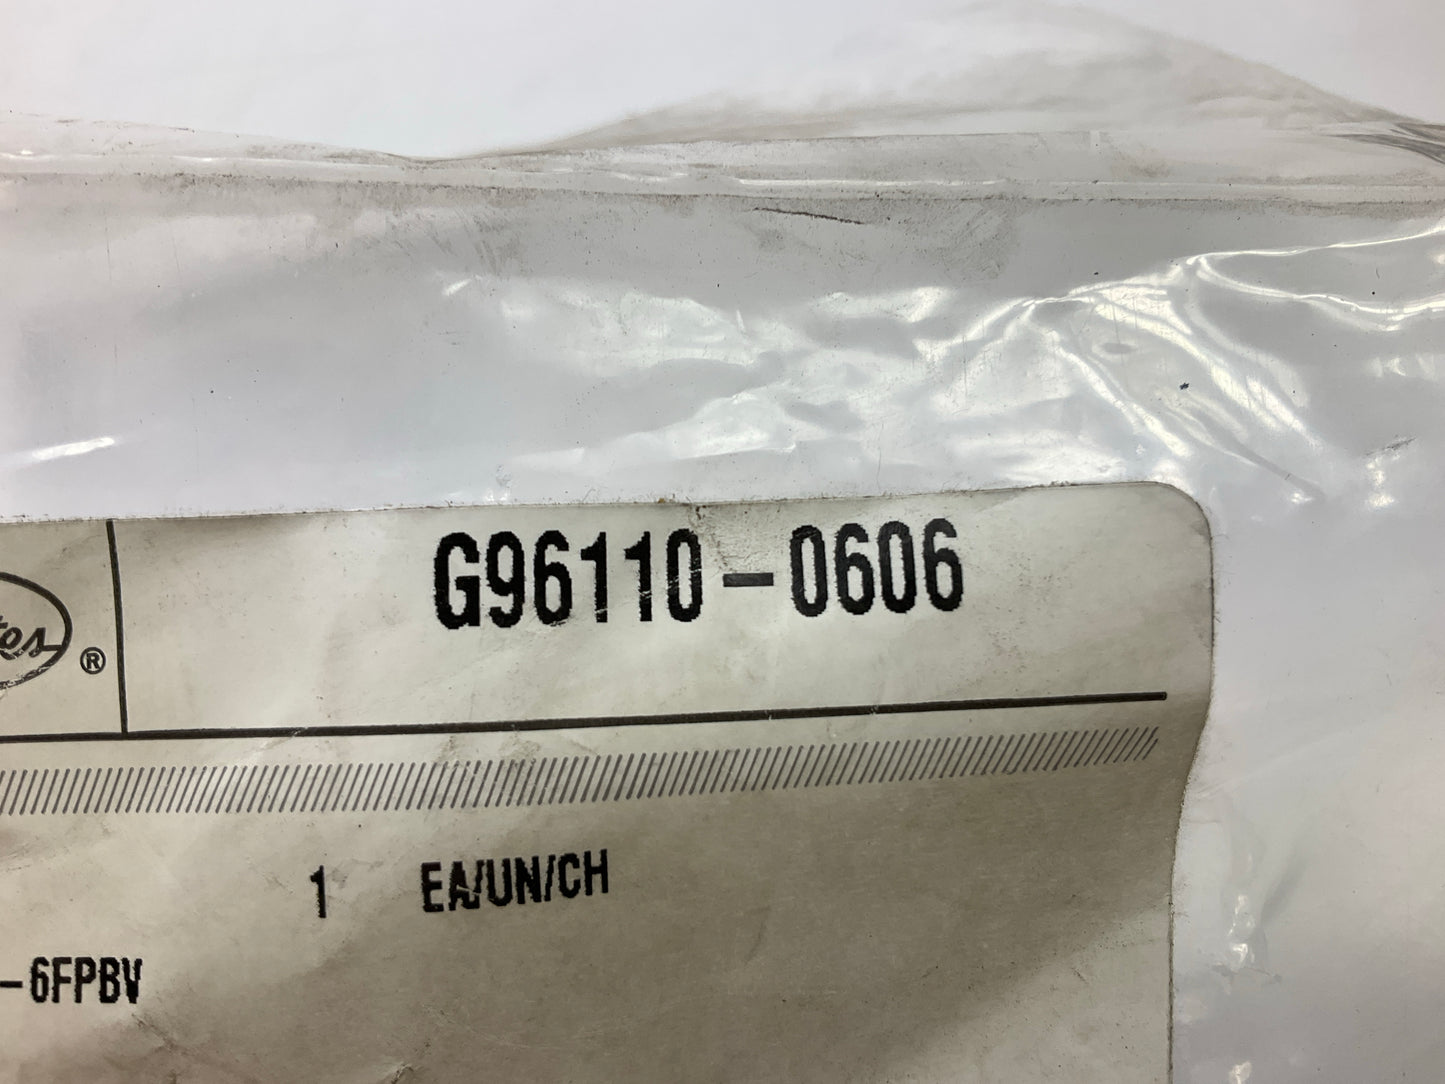 G96110-0606
®
1 EA/UN/CH
-6FPBV